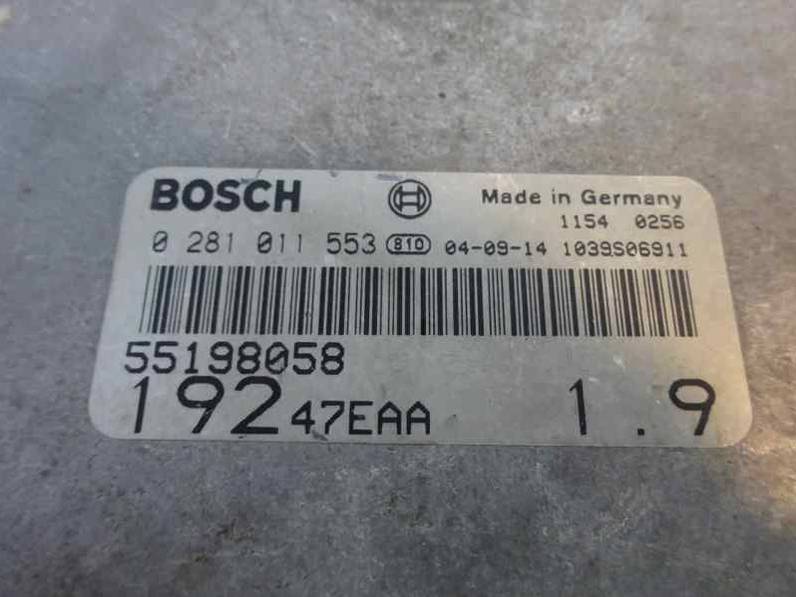 BOSCH Made in Germany
1154 0256
0 281 011 553 810 04-09-14 1039S06911
55198058
192 47EAA 1.9